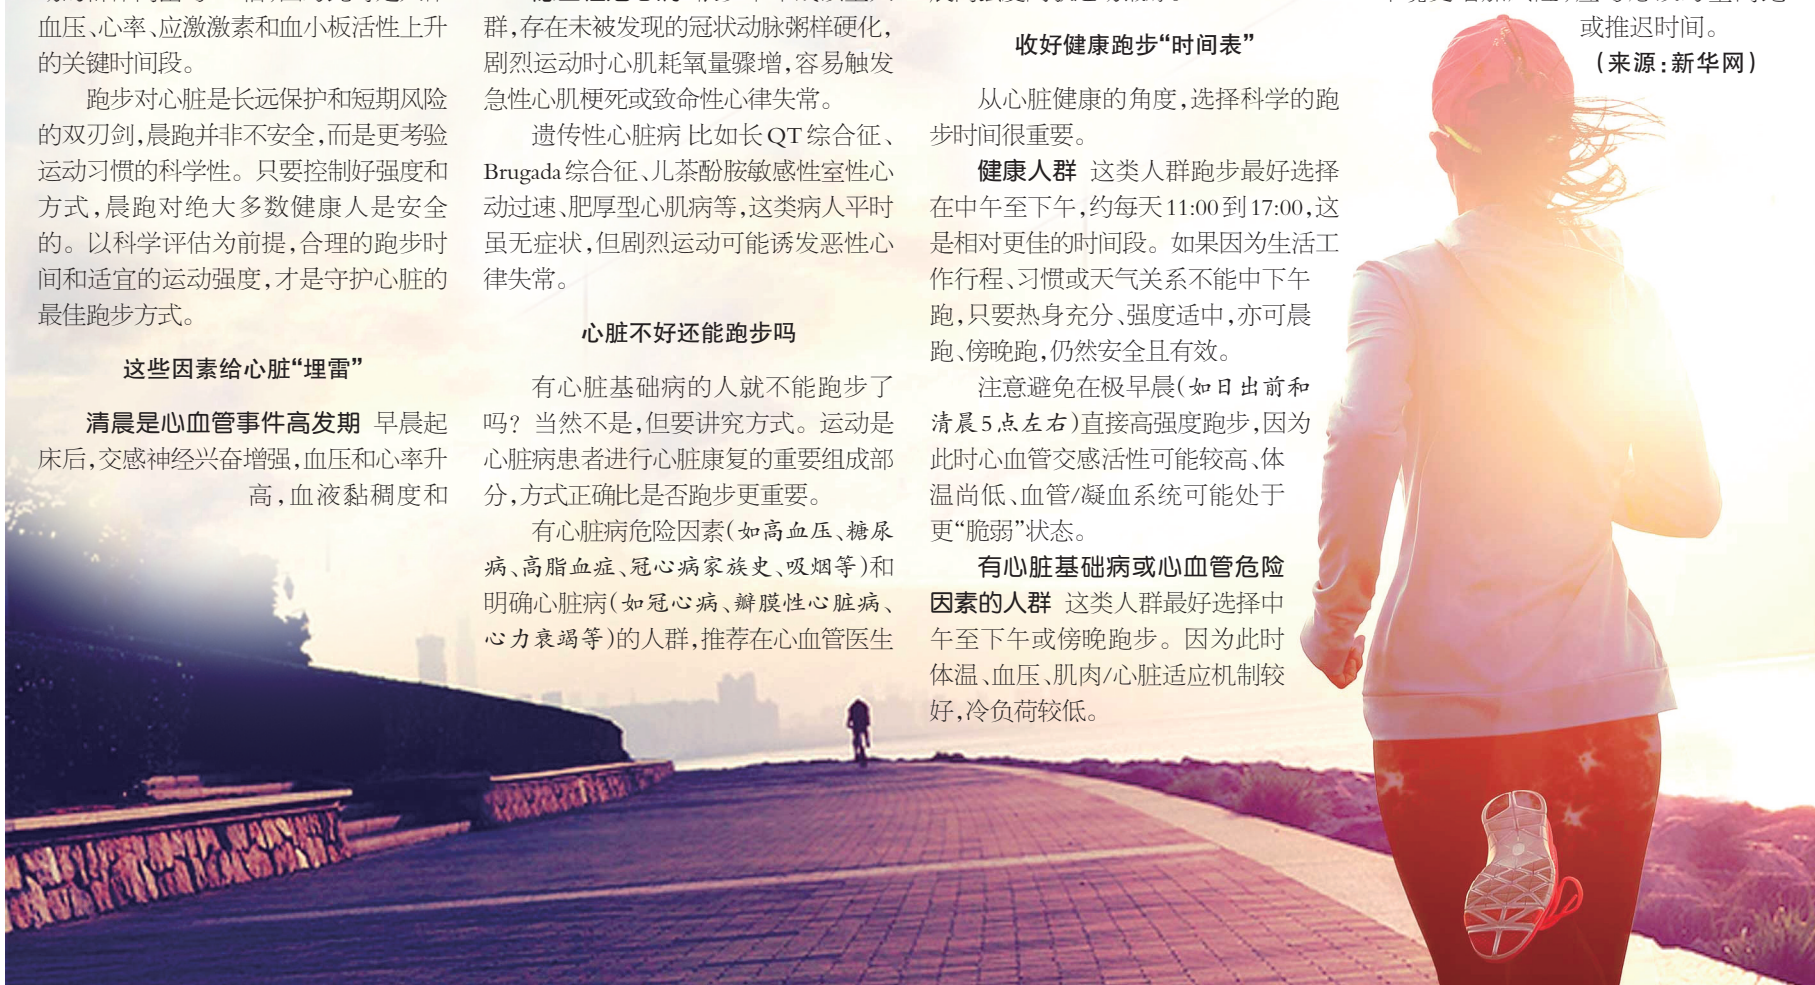 血压、心率、应激激素和血小板活性上升
的关键时间段。
跑步对心脏是长远保护和短期风险
的双刃剑，晨跑并非不安全，而是更考验
运动习惯的科学性。只要控制好强度和
方式，晨跑对绝大多数健康人是安全
的。以科学评估为前提，合理的跑步时
间和适宜的运动强度，才是守护心脏的
最佳跑步方式。
这些因素给心脏“埋雷”
清晨是心血管事件高发期 早晨起
床后，交感神经兴奋增强，血压和心率升
高，血液黏稠度和
群，存在未被发现的冠状动脉粥样硬化，
剧烈运动时心肌耗氧量骤增，容易触发
急性心肌梗死或致命性心律失常。
遗传性心脏病 比如长QT综合征、
Brugada综合征、儿茶酚胺敏感性室性心
动过速、肥厚型心肌病等，这类病人平时
虽无症状，但剧烈运动可能诱发恶性心
律失常。
心脏不好还能跑步吗
有心脏基础病的人就不能跑步了
吗？当然不是，但要讲究方式。运动是
心脏病患者进行心脏康复的重要组成部
分，方式正确比是否跑步更重要。
有心脏病危险因素(如高血压、糖尿
病、高脂血症、冠心病家族史、吸烟等)和
明确心脏病(如冠心病、瓣膜性心脏病、
心力衰竭等)的人群，推荐在心血管医生
收好健康跑步“时间表”
从心脏健康的角度，选择科学的跑
步时间很重要。
健康人群 这类人群跑步最好选择
在中午至下午，约每天11:00到17:00，这
是相对更佳的时间段。如果因为生活工
作行程、习惯或天气关系不能中下午
跑，只要热身充分、强度适中，亦可晨
跑、傍晚跑，仍然安全且有效。
注意避免在极早晨(如日出前和
清晨5点左右)直接高强度跑步，因为
此时心血管交感活性可能较高、体
温尚低、血管/凝血系统可能处于
更“脆弱”状态。
有心脏基础病或心血管危险
因素的人群 这类人群最好选择中
午至下午或傍晚跑步。因为此时
体温、血压、肌肉/心脏适应机制较
好，冷负荷较低。
或推迟时间。
(来源：新华网)